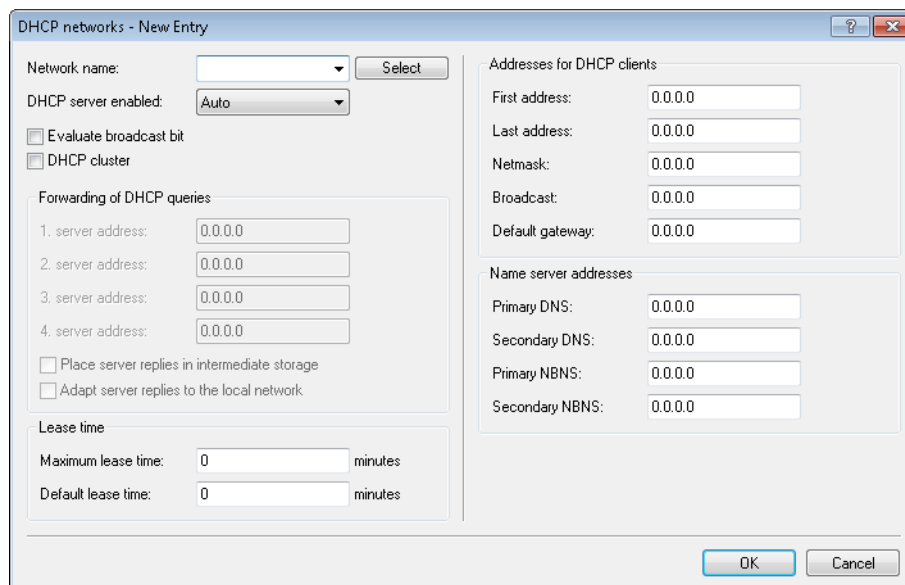 DHCP networks - New Entry
Network name:
Select
DHCP server enabled:
Auto
Evaluate broadcast bit
DHCP cluster
Forwarding of DHCP queries
1. server address:
0.0.0.0
2. server address:
0.0.0.0
3. server address:
0.0.0.0
4. server address:
0.0.0.0
Place server replies in intermediate storage
Adapt server replies to the local network
Lease time
Maximum lease time:
0
minutes
Default lease time:
0
minutes
Addresses for DHCP clients
First address:
0.0.0.0
Last address:
0.0.0.0
Netmask:
0.0.0.0
Broadcast:
0.0.0.0
Default gateway:
0.0.0.0
Name server addresses
Primary DNS:
0.0.0.0
Secondary DNS:
0.0.0.0
Primary NBNS:
0.0.0.0
Secondary NBNS:
0.0.0.0
OK
Cancel